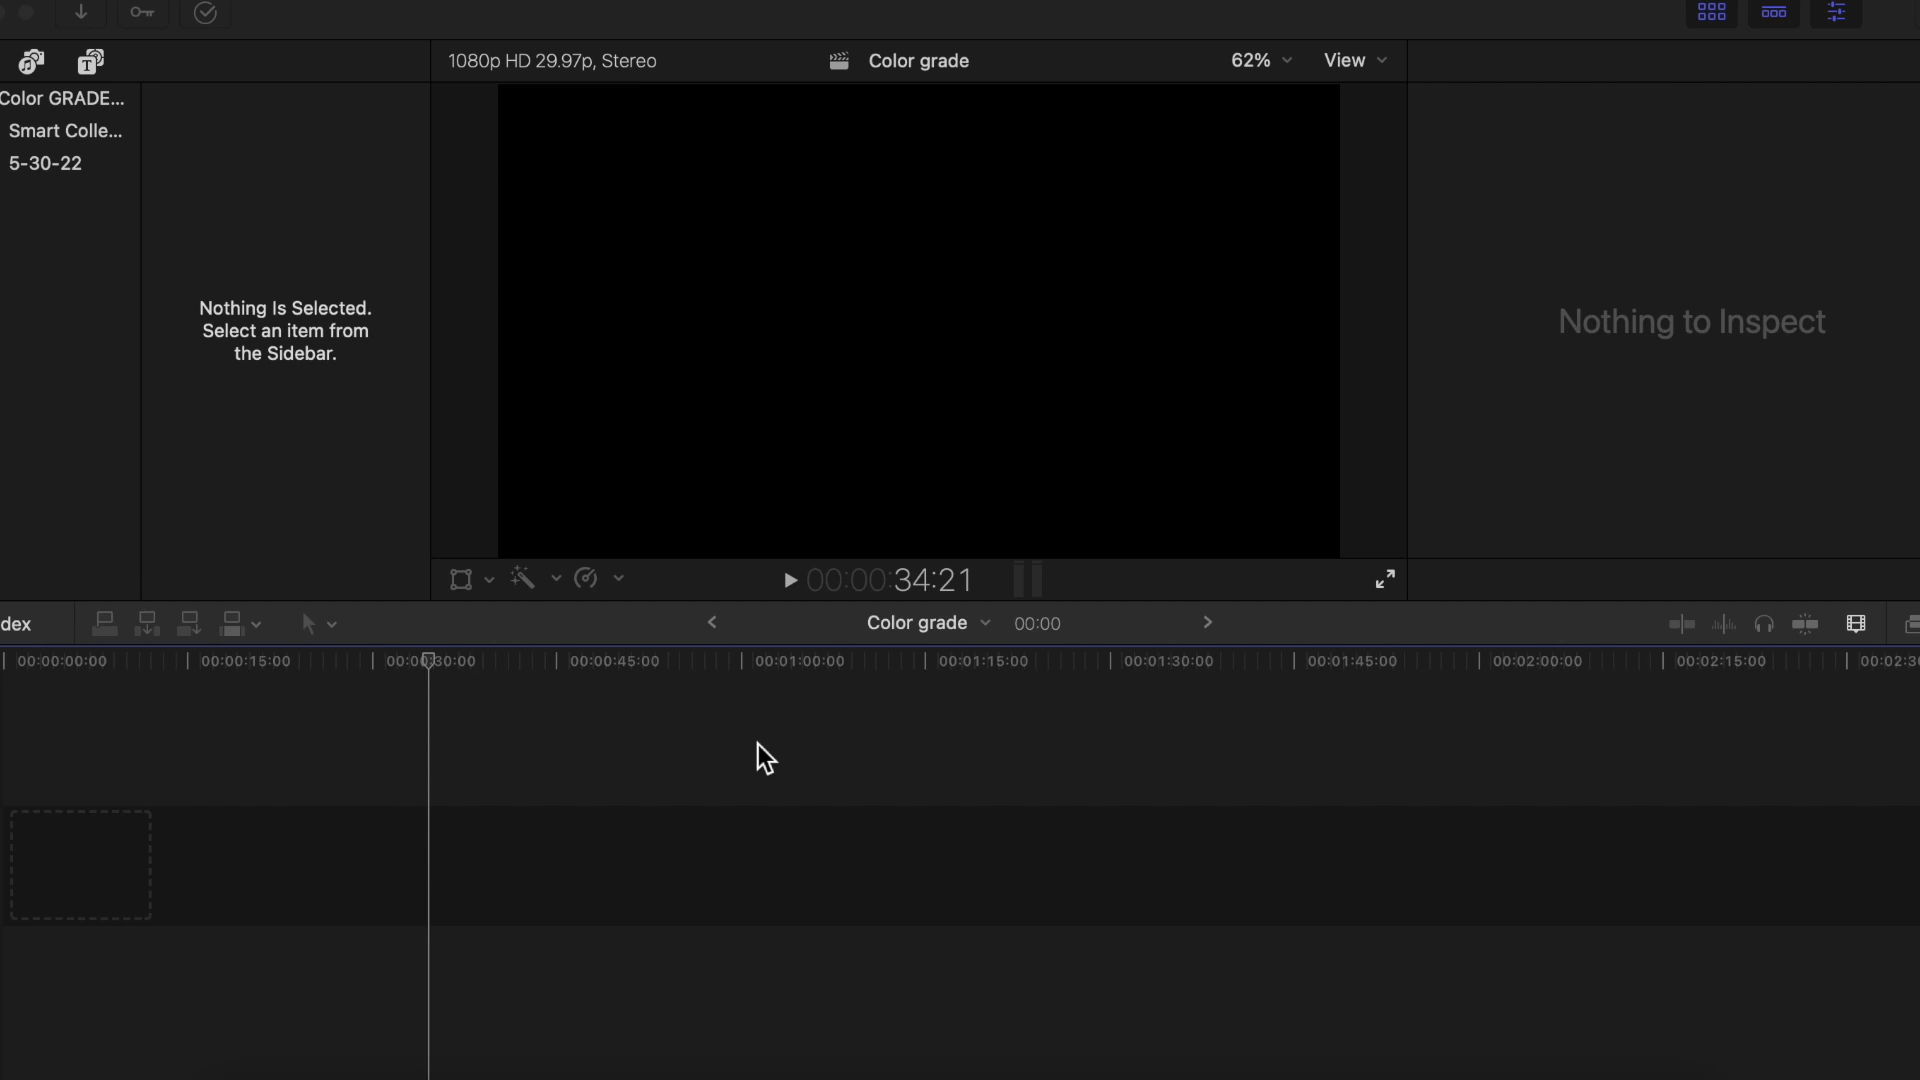 1080p HD 29.97p, Stereo
Color grade
62%
View
Color GRADE...
Smart Colle...
5-30-22
Nothing Is Selected.
Select an item from
the Sidebar.
Nothing to Inspect
00:00:34:21
dex
Color grade
00:00
00:00:00:00
00:00:15:00
00:00:30:00
00:00:45:00
00:01:00:00
00:01:15:00
00:01:30:00
00:01:45:00
00:02:00:00
00:02:15:00
00:02:3